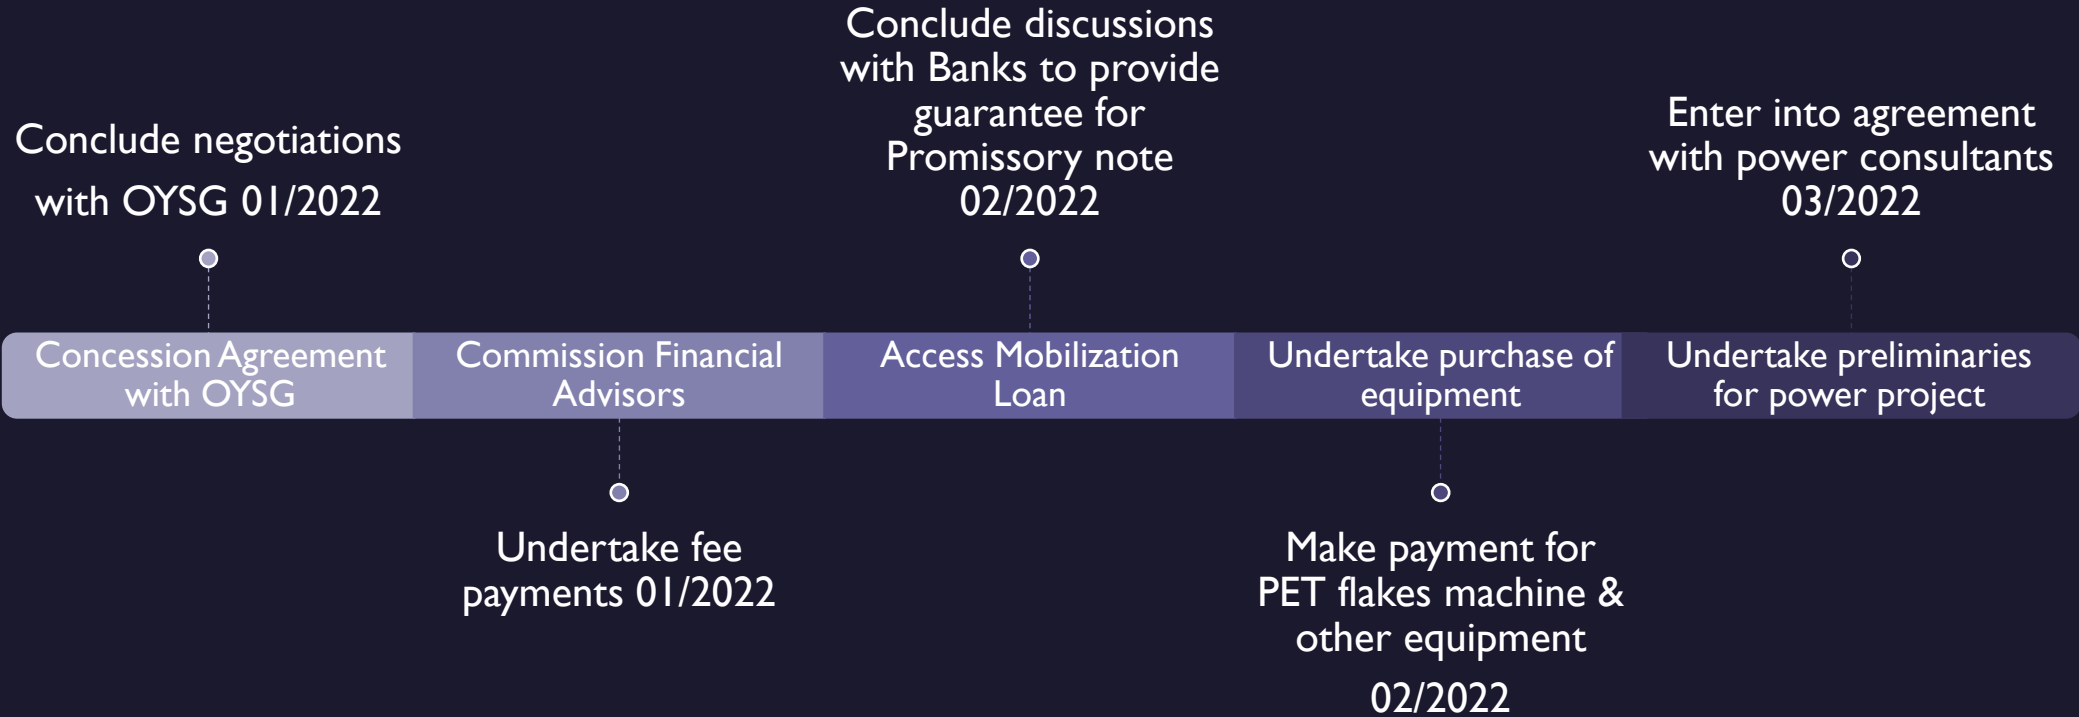 Conclude negotiations
with OYSG 01/2022
Conclude discussions
with Banks to provide
guarantee for
Promissory note
02/2022
Enter into agreement
with power consultants
03/2022
Concession Agreement
with OYSG
Commission Financial
Advisors
Access Mobilization
Loan
Undertake purchase of
equipment
Undertake preliminaries
for power project
Undertake fee
payments 01/2022
Make payment for
PET flakes machine &
other equipment
02/2022